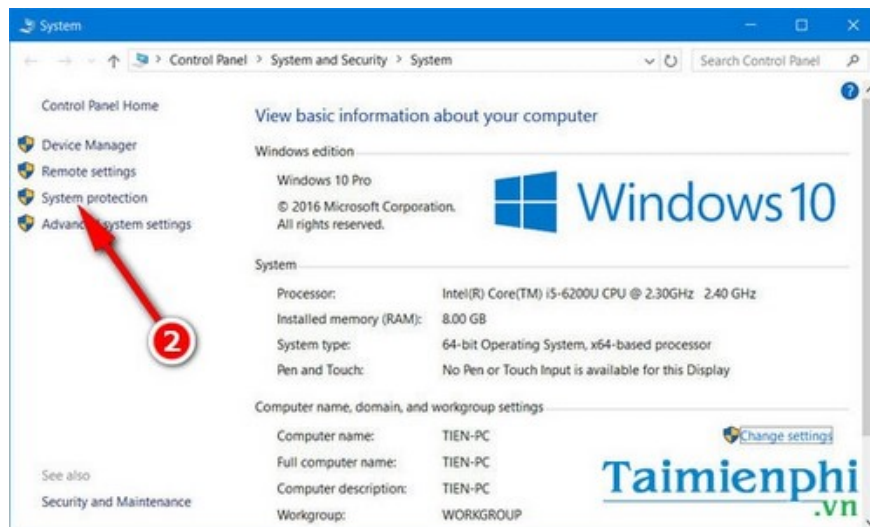 System
Control Panel > System and Security > System
Search Control Panel
Control Panel Home
Device Manager
Remote settings
System protection
Advanced system settings
2
See also
Security and Maintenance
View basic information about your computer
Windows edition
Windows 10 Pro
© 2016 Microsoft Corporation.
All rights reserved.
Windows 10
System
Processor: Intel(R) Core(TM) i5-6200U CPU @ 2.30GHz 2.40 GHz
Installed memory (RAM): 8.00 GB
System type: 64-bit Operating System, x64-based processor
Pen and Touch: No Pen or Touch Input is available for this Display
Computer name, domain, and workgroup settings
Computer name: TIEN-PC
Change settings
Full computer name: TIEN-PC
Computer description: TIEN-PC
Workgroup: WORKGROUP
Taimienphi
.vn